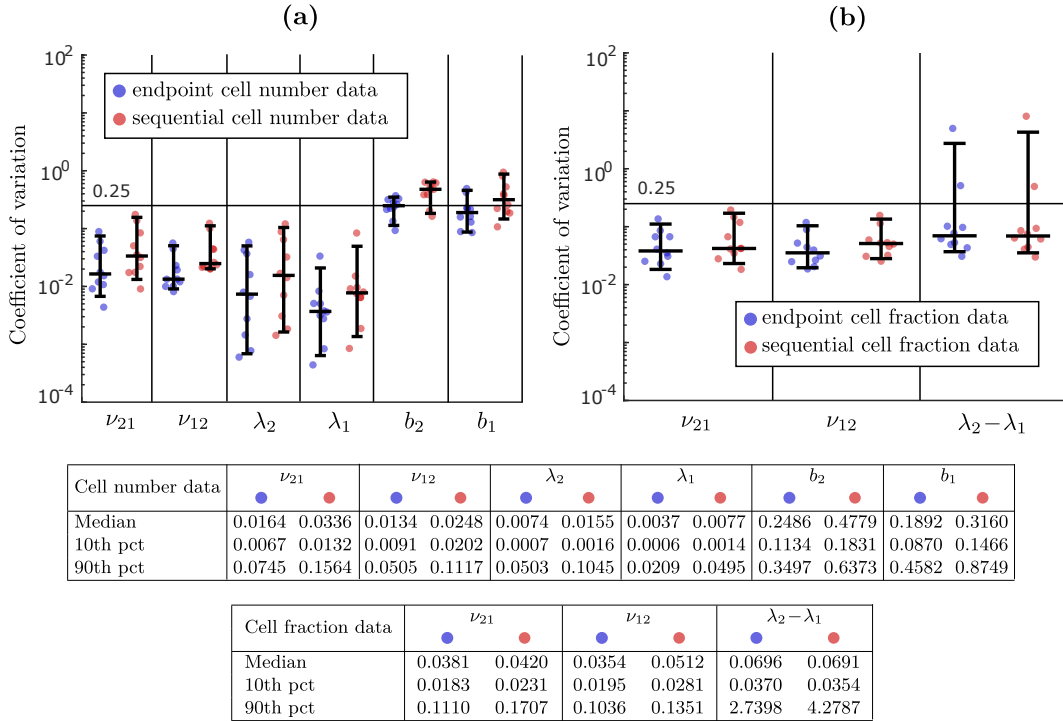 (a)
(b)
Coefficient of variation
10²
10⁰
10⁻²
10⁻⁴
endpoint cell number data
sequential cell number data
0.25
ν₂₁ ν₁₂ λ₂ λ₁ b₂ b₁
Coefficient of variation
10²
10⁰
10⁻²
10⁻⁴
0.25
endpoint cell fraction data
sequential cell fraction data
ν₂₁ ν₁₂ λ₂−λ₁
Cell number data ν₂₁ ν₁₂ λ₂ λ₁ b₂ b₁
Median 0.0164 0.0336 0.0134 0.0248 0.0074 0.0155 0.0037 0.0077 0.2486 0.4779 0.1892 0.3160
10th pct 0.0067 0.0132 0.0091 0.0202 0.0007 0.0016 0.0006 0.0014 0.1134 0.1831 0.0870 0.1466
90th pct 0.0745 0.1564 0.0505 0.1117 0.0503 0.1045 0.0209 0.0495 0.3497 0.6373 0.4582 0.8749
Cell fraction data ν₂₁ ν₁₂ λ₂−λ₁
Median 0.0381 0.0420 0.0354 0.0512 0.0696 0.0691
10th pct 0.0183 0.0231 0.0195 0.0281 0.0370 0.0354
90th pct 0.1110 0.1707 0.1036 0.1351 2.7398 4.2787